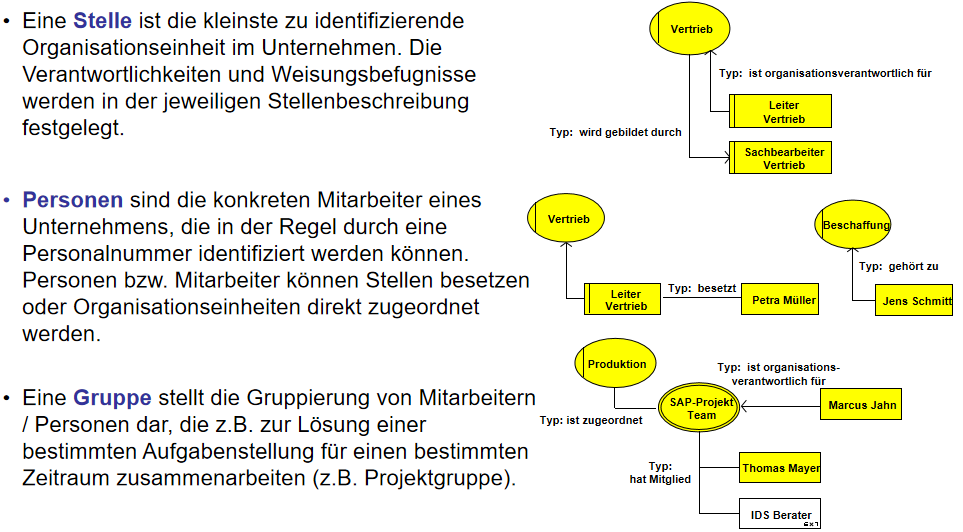 • Eine Stelle ist die kleinste zu identifizierende
Organisationseinheit im Unternehmen. Die
Verantwortlichkeiten und Weisungsbefugnisse
werden in der jeweiligen Stellenbeschreibung
festgelegt.
Vertrieb
Typ: ist organisationsverantwortlich für
Leiter
Vertrieb
Typ: wird gebildet durch
Sachbearbeiter
Vertrieb
• Personen sind die konkreten Mitarbeiter eines
Unternehmens, die in der Regel durch eine
Personalnummer identifiziert werden können.
Personen bzw. Mitarbeiter können Stellen besetzen
oder Organisationseinheiten direkt zugeordnet
werden.
Vertrieb
Leiter
Vertrieb
Typ: besetzt
Petra Müller
Beschaffung
Typ: gehört zu
Jens Schmitt
• Eine Gruppe stellt die Gruppierung von Mitarbeitern
/ Personen dar, die z.B. zur Lösung einer
bestimmten Aufgabenstellung für einen bestimmten
Zeitraum zusammenarbeiten (z.B. Projektgruppe).
Produktion
Typ: ist zugeordnet
SAP-Projekt
Team
Typ: ist organisations-
verantwortlich für
Marcus Jahn
Typ:
hat Mitglied
Thomas Mayer
IDS Berater